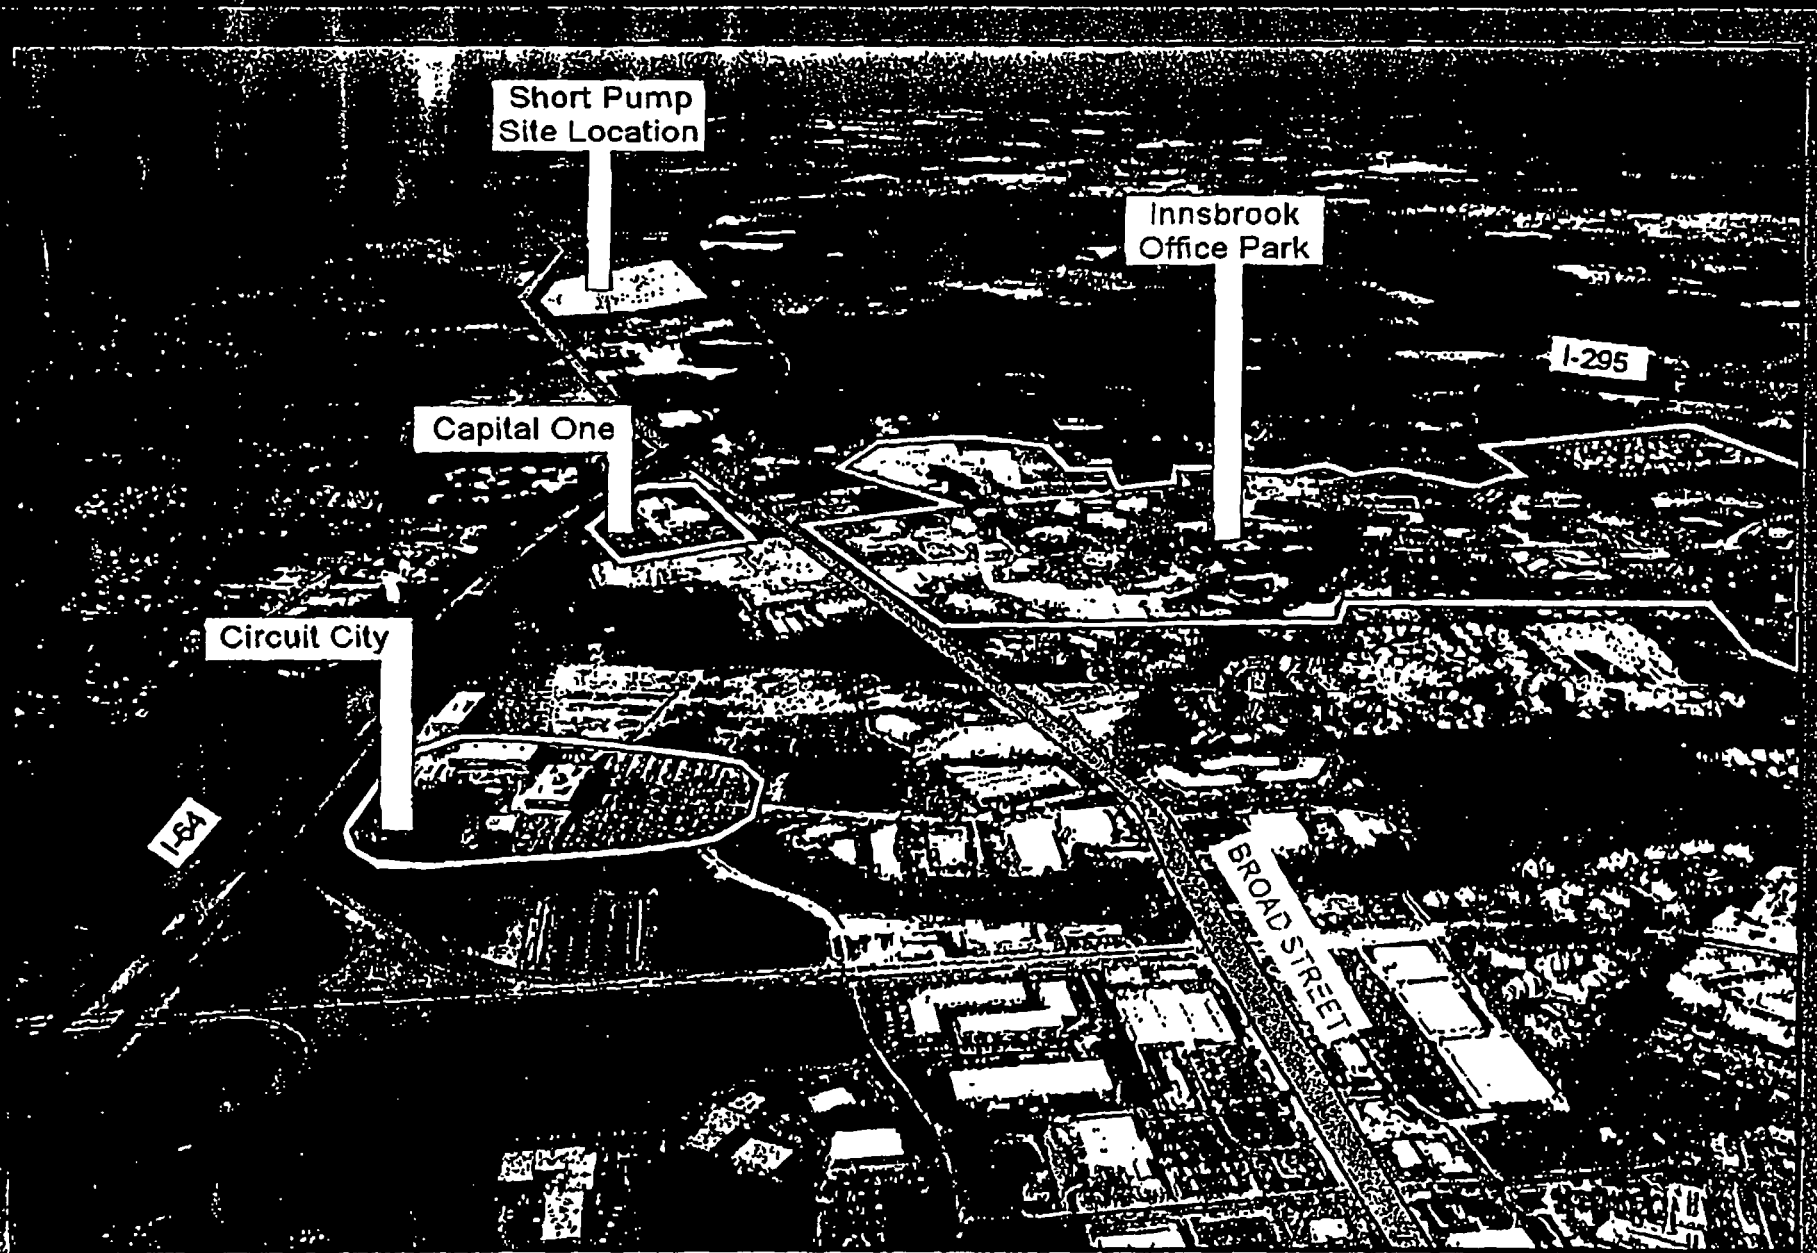 Short Pump
Site Location
Innsbrook
Office Park
I-295
Capital One
Circuit City
I-64
BROAD STREET